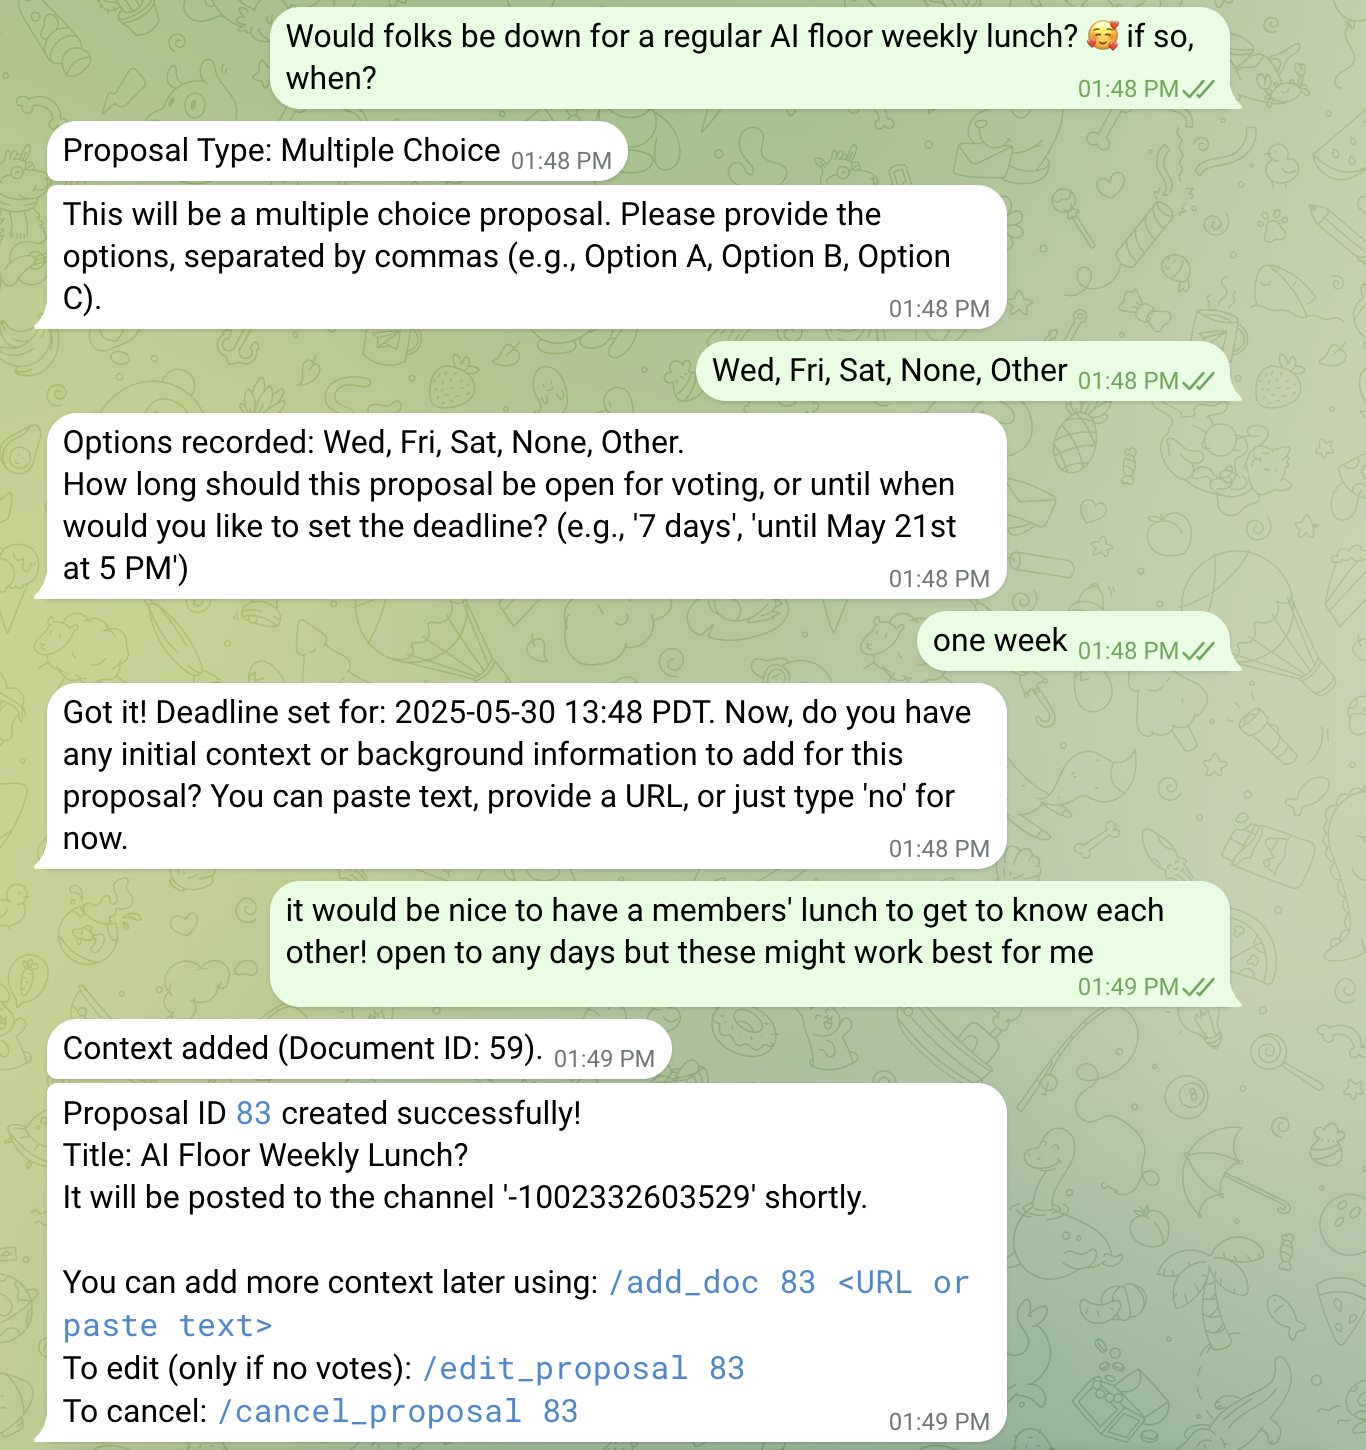 Would folks be down for a regular AI floor weekly lunch? 🥰 if so,
when?
01:48 PM
Proposal Type: Multiple Choice 01:48 PM
This will be a multiple choice proposal. Please provide the
options, separated by commas (e.g., Option A, Option B, Option
C).
01:48 PM
Wed, Fri, Sat, None, Other 01:48 PM
Options recorded: Wed, Fri, Sat, None, Other.
How long should this proposal be open for voting, or until when
would you like to set the deadline? (e.g., '7 days', 'until May 21st
at 5 PM')
01:48 PM
one week 01:48 PM
Got it! Deadline set for: 2025-05-30 13:48 PDT. Now, do you have
any initial context or background information to add for this
proposal? You can paste text, provide a URL, or just type 'no' for
now.
01:48 PM
it would be nice to have a members' lunch to get to know each
other! open to any days but these might work best for me
01:49 PM
Context added (Document ID: 59). 01:49 PM
Proposal ID 83 created successfully!
Title: AI Floor Weekly Lunch?
It will be posted to the channel '-1002332603529' shortly.
You can add more context later using: /add_doc 83 <URL or
paste text>
To edit (only if no votes): /edit_proposal 83
To cancel: /cancel_proposal 83
01:49 PM